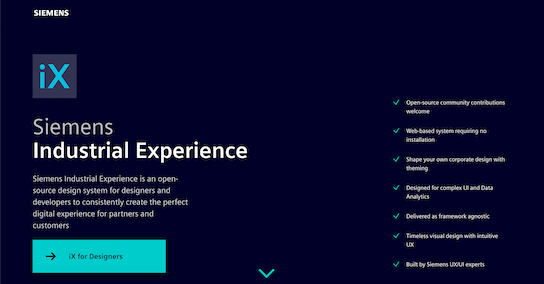 SIEMENS
iX
Siemens
Industrial Experience
Siemens Industrial Experience is an open-
source design system for designers and
developers to consistently create the perfect
digital experience for partners and
customers
iX for Designers
Open-source community contributions
welcome
Web-based system requiring no
installation
Shape your own corporate design with
theming
Designed for complex UI and Data
Analytics
Delivered as framework agnostic
Timeless visual design with intuitive
UX
Built by Siemens UX/UI experts